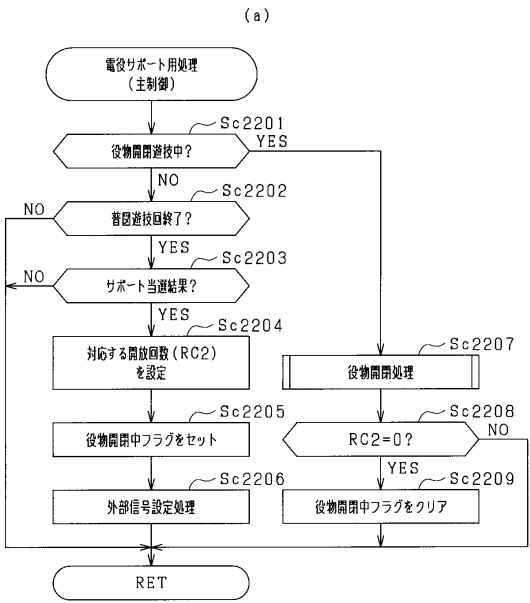 (a)
電役サポート用処理
(主制御)
Sc2201
役物開閉遊技中?
YES
NO
Sc2202
NO
普図遊技回終了?
YES
Sc2203
NO
サポート当選結果?
YES
Sc2204
対応する開放回数(RC2)
を設定
Sc2207
役物開閉処理
Sc2205
役物開閉中フラグをセット
Sc2208
RC2=0?
NO
YES
Sc2206
外部信号設定処理
Sc2209
役物開閉中フラグをクリア
RET